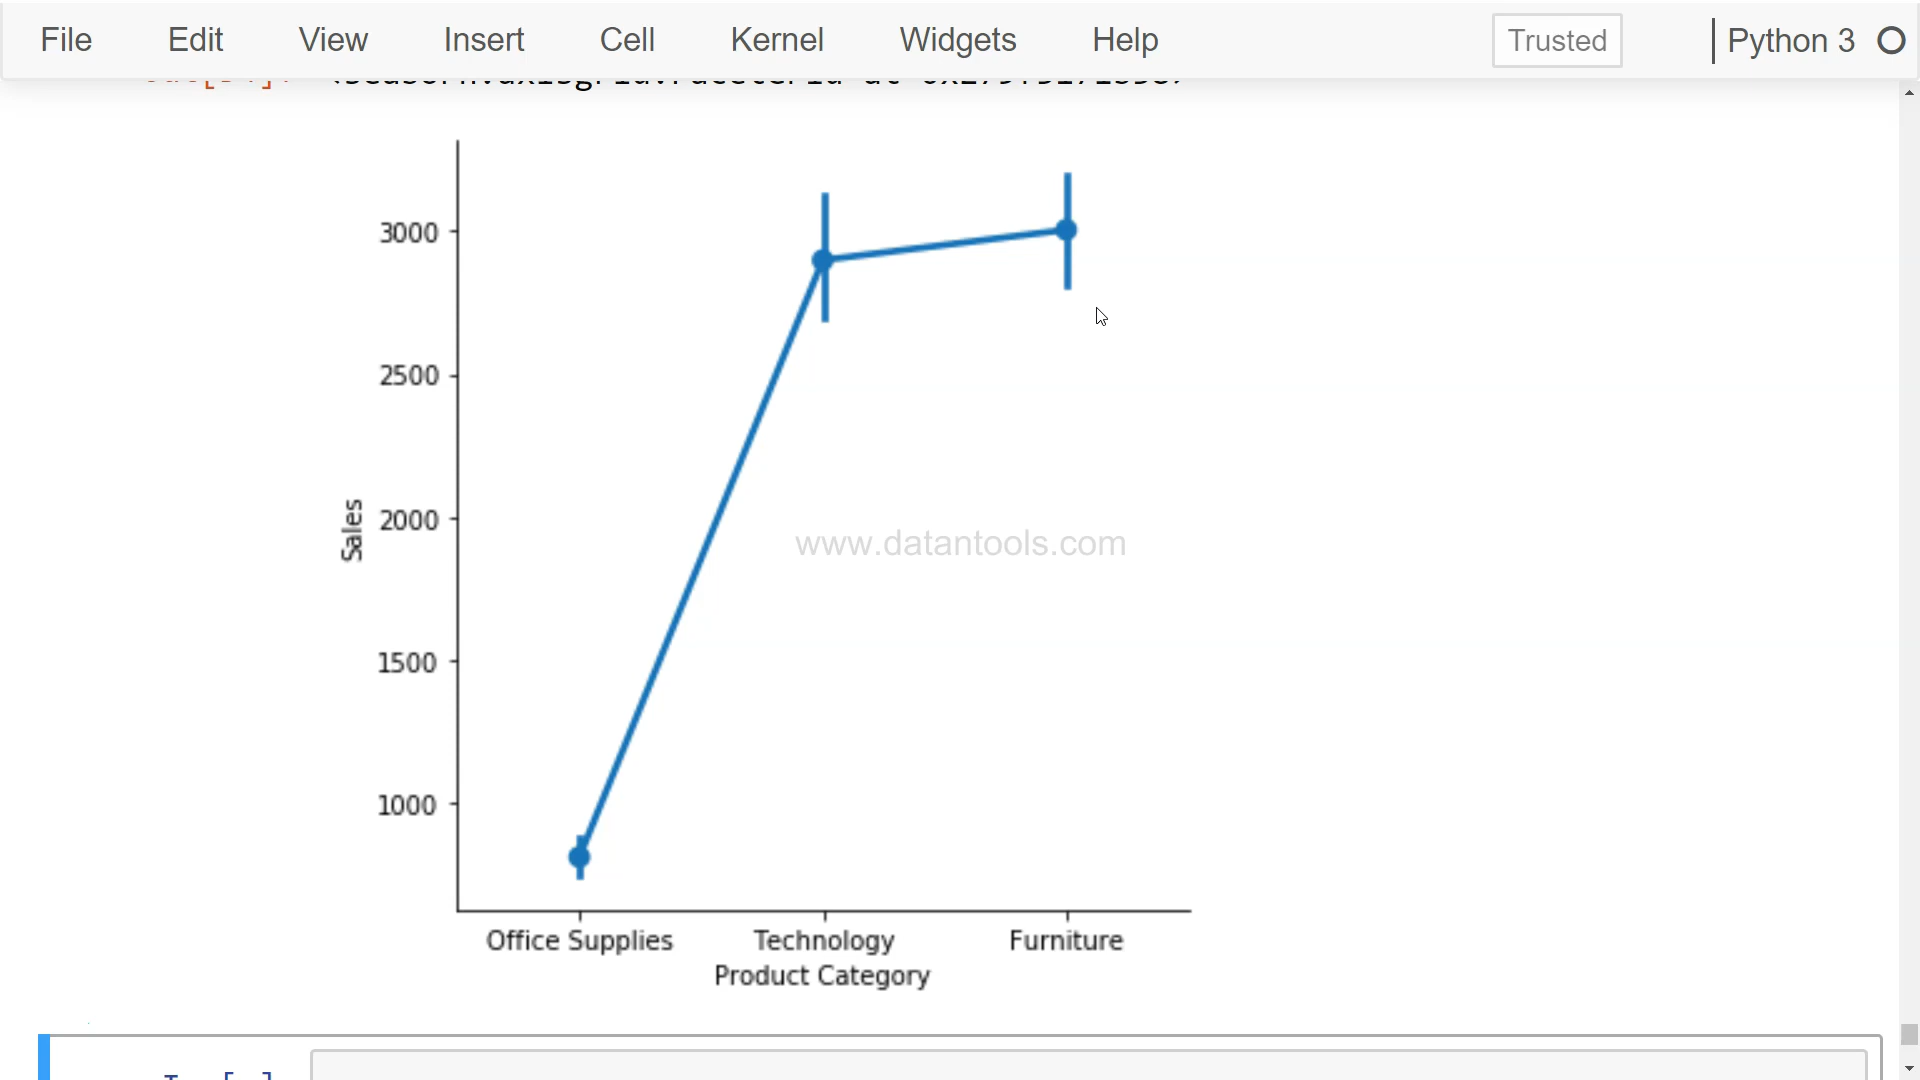 File Edit View Insert Cell Kernel Widgets Help Trusted Python 3
3000
2500
2000
1500
1000
Sales
www.datantools.com
Office Supplies Technology Furniture
Product Category